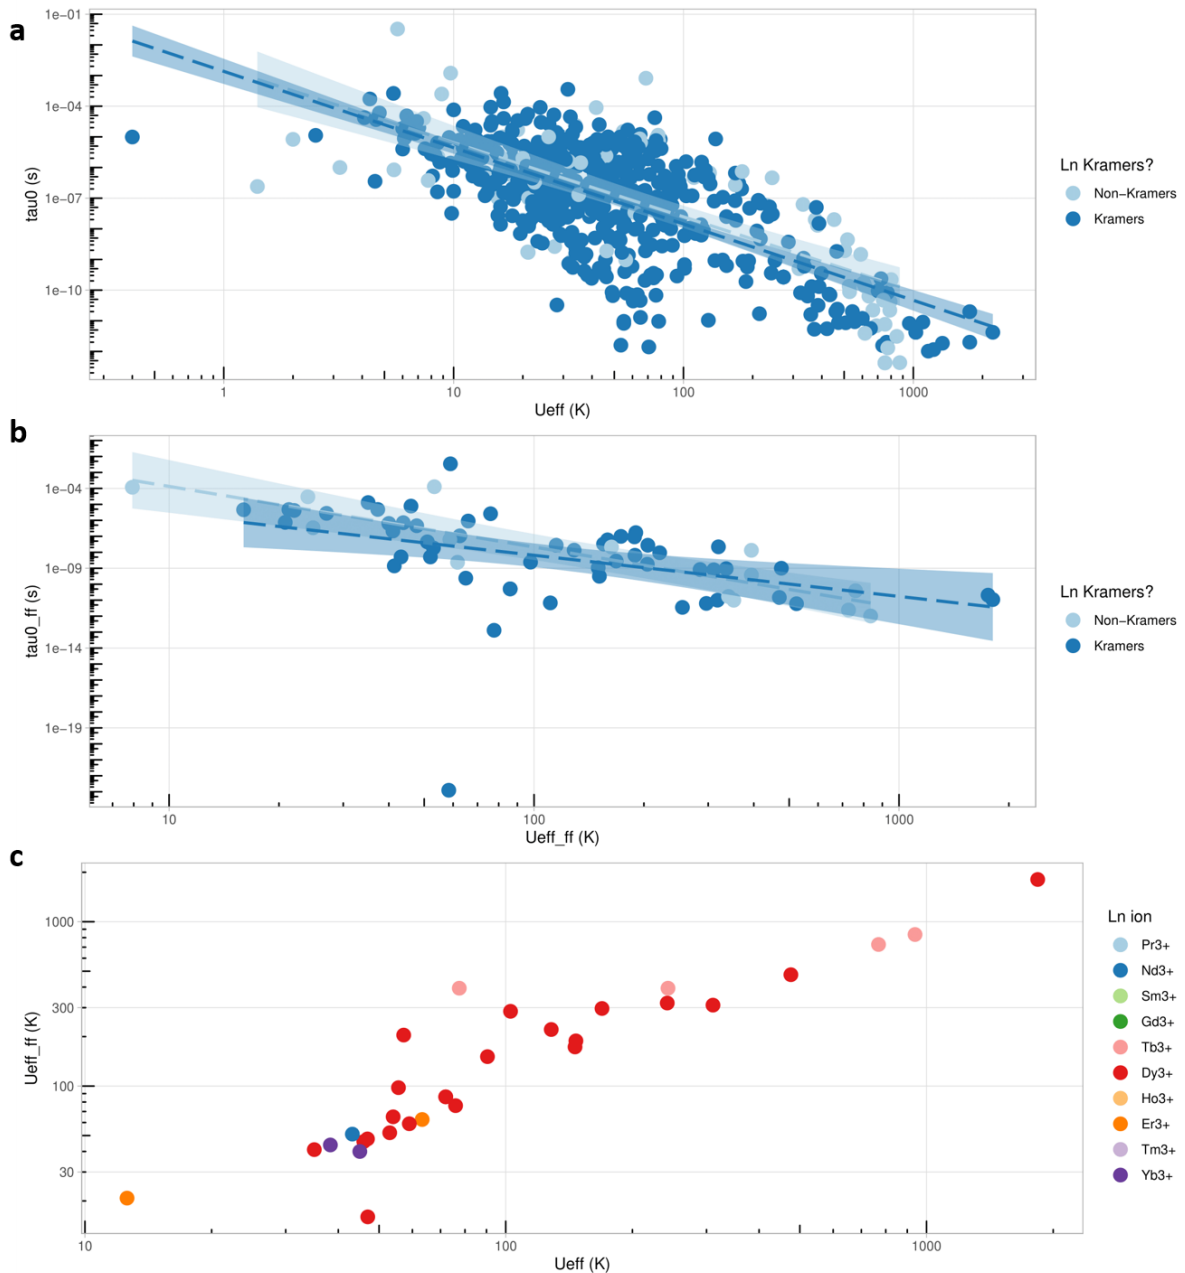 a
1e−01
1e−04
1e−07
1e−10
tau0 (s)
1
10
100
1000
Ueff (K)
Ln Kramers?
Non−Kramers
Kramers
b
1e−04
1e−09
1e−14
1e−19
tau0_ff (s)
10
100
1000
Ueff_ff (K)
Ln Kramers?
Non−Kramers
Kramers
c
1000
300
100
30
Ueff_ff (K)
10
100
1000
Ueff (K)
Ln ion
Pr3+
Nd3+
Sm3+
Gd3+
Tb3+
Dy3+
Ho3+
Er3+
Tm3+
Yb3+